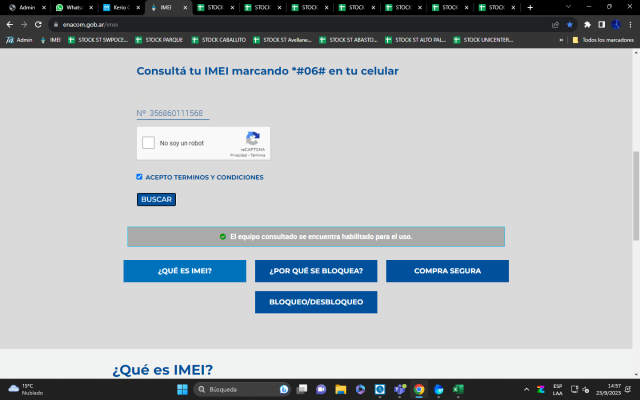 Admin
Whats
Kerio C
IMEI
STOCK
STOCK
STOCK
STOCK
STOCK
STOCK
STOCK
enacom.gob.ar/imei
Admin
IMEI
STOCK ST SWPDCE...
STOCK PARQUE
STOCK CABALLITO
STOCK ST Avellane...
STOCK ST ABASTO...
STOCK ST ALTO PAL...
STOCK UNICENTER...
»
Todos los marcadores
Consultá tu IMEI marcando *#06# en tu celular
Nº 356860111568
No soy un robot
reCAPTCHA
Privacidad - Términos
ACEPTO TERMINOS Y CONDICIONES
BUSCAR
El equipo consultado se encuentra habilitado para el uso.
¿QUÉ ES IMEI?
¿POR QUÉ SE BLOQUEA?
COMPRA SEGURA
BLOQUEO/DESBLOQUEO
¿Qué es IMEI?
15°C
Nublado
Búsqueda
ESP
LAA
14:57
23/9/2023